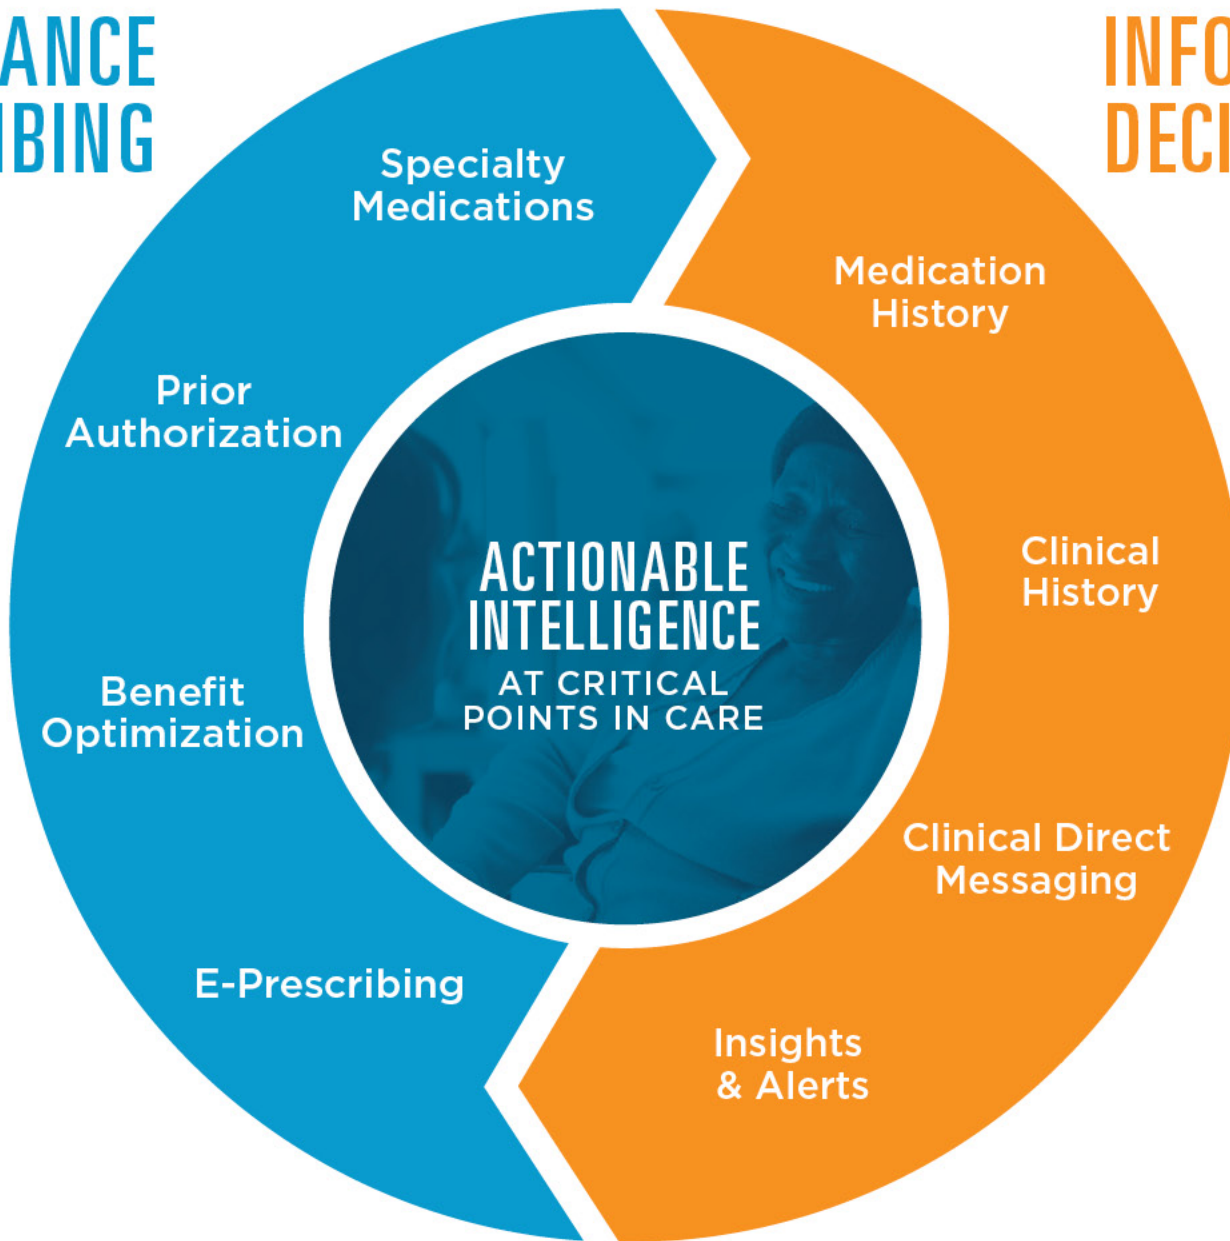 ANCE
IBING
INFO
DECI
Specialty
Medications
Prior
Authorization
Benefit
Optimization
E-Prescribing
Medication
History
Clinical
History
Clinical Direct
Messaging
Insights
& Alerts
ACTIONABLE
INTELLIGENCE
AT CRITICAL
POINTS IN CARE